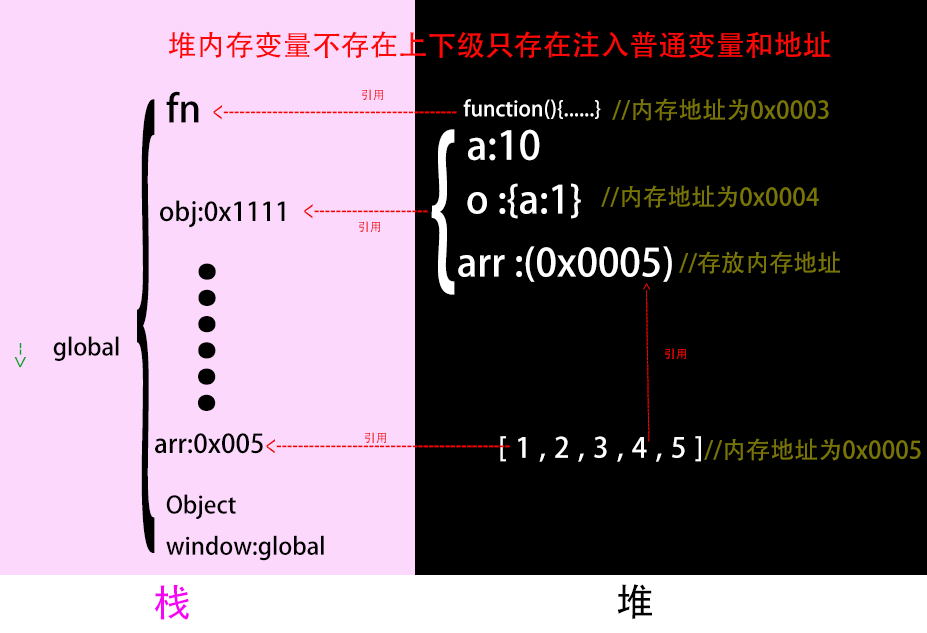 堆内存变量不存在上下级只存在注入普通变量和地址
fn
引用
function(){......} //内存地址为0x0003
a:10
obj:0x1111
引用
o :{a:1} //内存地址为0x0004
arr :(0x0005) //存放内存地址
global
引用
arr:0x005
引用
[ 1 , 2 , 3 , 4 , 5 ] //内存地址为0x0005
Object
window:global
栈
堆